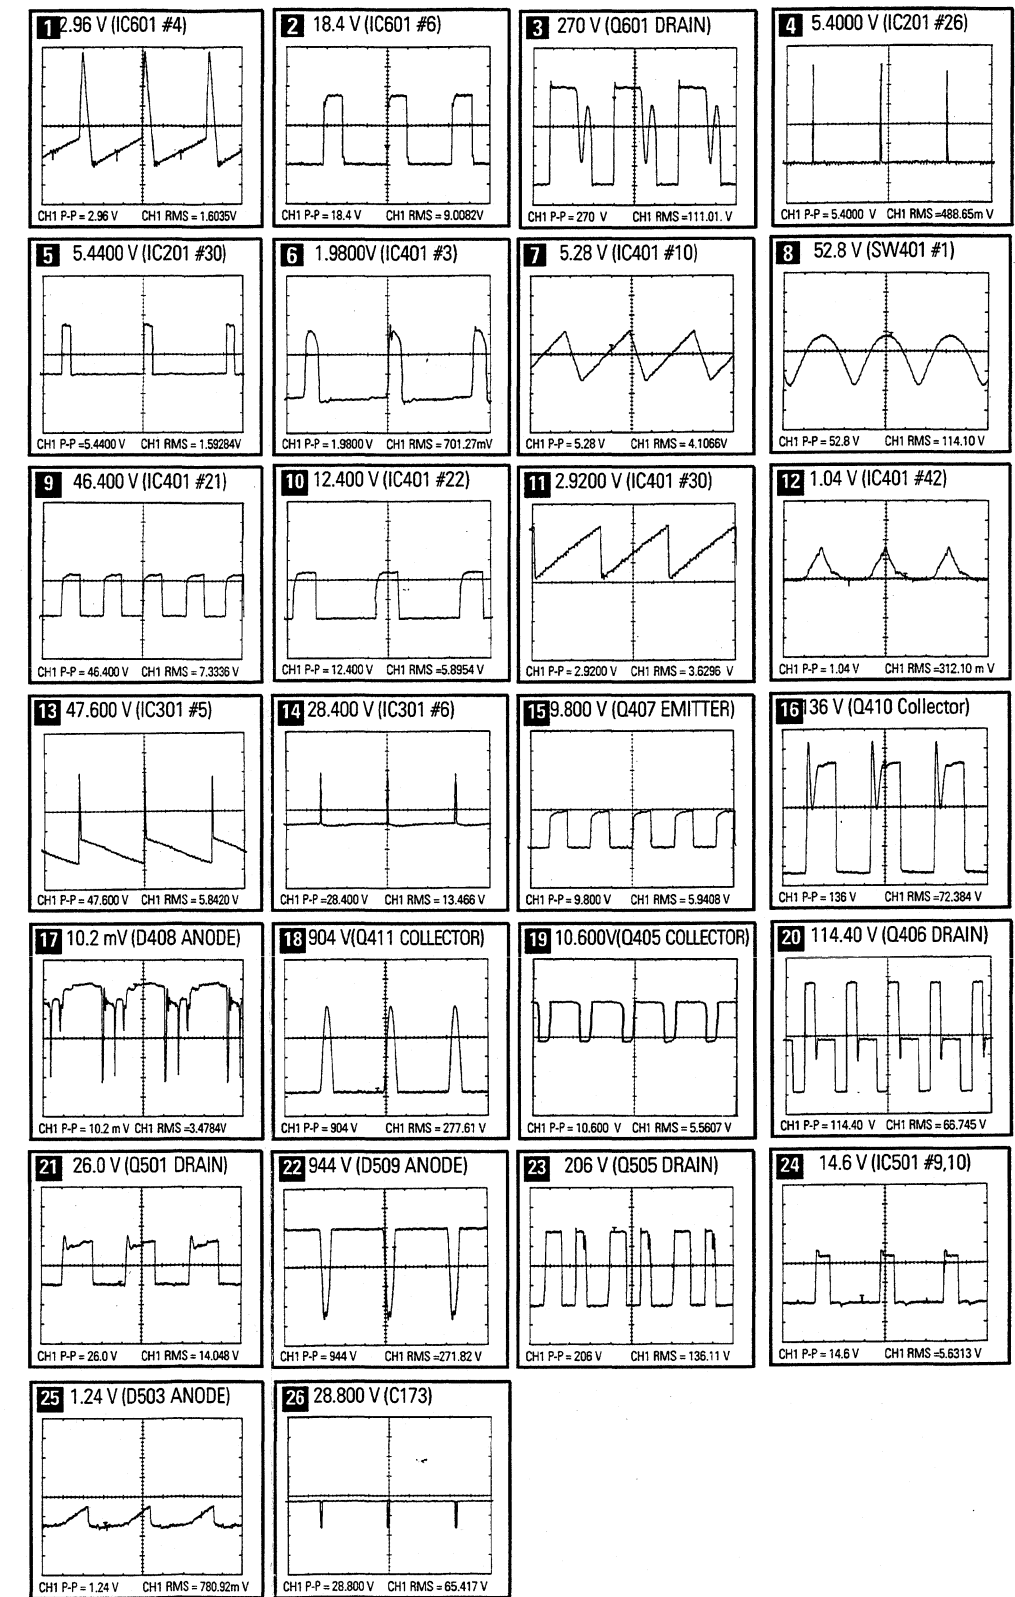 1 2.96 V (IC601 #4)
CH1 P-P = 2.96 V CH1 RMS = 1.6035V
2 18.4 V (IC601 #6)
CH1 P-P = 18.4 V CH1 RMS = 9.0082V
3 270 V (Q601 DRAIN)
CH1 P-P = 270 V CH1 RMS =111.01. V
4 5.4000 V (IC201 #26)
CH1 P-P = 5.4000 V CH1 RMS =488.65m V
5 5.4400 V (IC201 #30)
CH1 P-P =5.4400 V CH1 RMS = 1.59284V
6 1.9800V (IC401 #3)
CH1 P-P = 1.9800 V CH1 RMS = 701.27mV
7 5.28 V (IC401 #10)
CH1 P-P = 5.28 V CH1 RMS = 4.1066V
8 52.8 V (SW401 #1)
CH1 P-P = 52.8 V CH1 RMS = 114.10 V
9 46.400 V (IC401 #21)
CH1 P-P = 46.400 V CH1 RMS = 7.3336 V
10 12.400 V (IC401 #22)
CH1 P-P = 12.400 V CH1 RMS =5.8954 V
11 2.9200 V (IC401 #30)
CH1 P-P = 2.9200 V CH1 RMS = 3.6296 V
12 1.04 V (IC401 #42)
CH1 P-P = 1.04 V CH1 RMS =312.10 m V
13 47.600 V (IC301 #5)
CH1 P-P = 47.600 V CH1 RMS = 5.8420 V
14 28.400 V (IC301 #6)
CH1 P-P =28.400 V CH1 RMS = 13.466 V
15 9.800 V (Q407 EMITTER)
CH1 P-P = 9.800 V CH1 RMS = 5.9408 V
16 136 V (Q410 Collector)
CH1 P-P = 136 V CH1 RMS =72.384 V
17 10.2 mV (D408 ANODE)
CH1 P-P = 10.2 m V CH1 RMS =3.4784V
18 904 V(Q411 COLLECTOR)
CH1 P-P = 904 V CH1 RMS = 277.61 V
19 10.600V(Q405 COLLECTOR)
CH1 P-P = 10.600 V CH1 RMS = 5.5607 V
20 114.40 V (Q406 DRAIN)
CH1 P-P = 114.40 V CH1 RMS = 66.745 V
21 26.0 V (Q501 DRAIN)
CH1 P-P = 26.0 V CH1 RMS = 14.048 V
22 944 V (D509 ANODE)
CH1 P-P = 944 V CH1 RMS =271.82 V
23 206 V (Q505 DRAIN)
CH1 P-P = 206 V CH1 RMS = 136.11 V
24 14.6 V (IC501 #9,10)
CH1 P-P = 14.6 V CH1 RMS =5.6313 V
25 1.24 V (D503 ANODE)
CH1 P-P = 1.24 V CH1 RMS = 780.92m V
26 28.800 V (C173)
CH1 P-P = 28.800 V CH1 RMS = 65.417 V